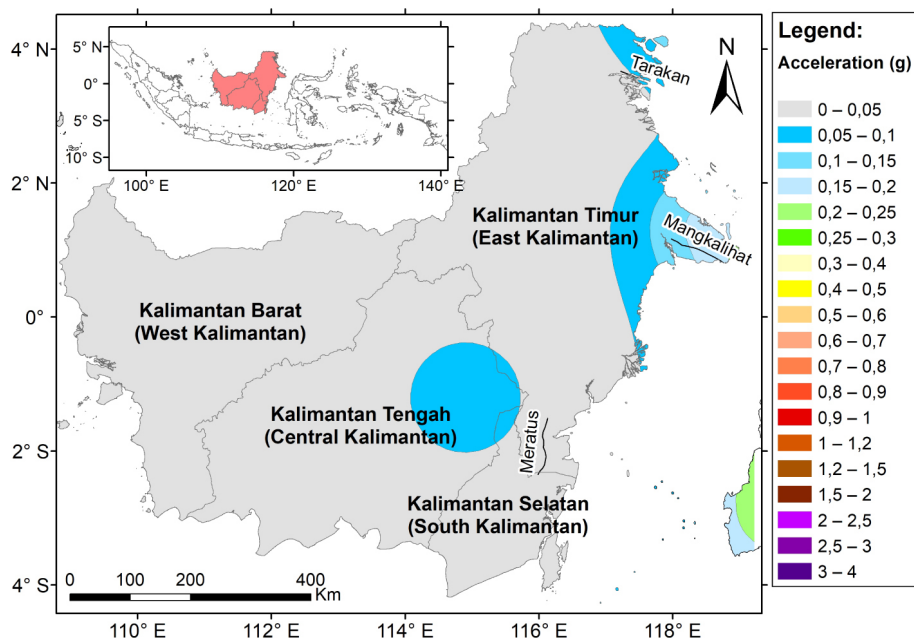 4° N
2° N
0°
2° S
4° S
110° E
112° E
114° E
116° E
118° E
5° N
0°
5° S
10° S
100° E
120° E
140° E
N
Tarakan
Kalimantan Timur
(East Kalimantan)
Mangkalihat
Kalimantan Barat
(West Kalimantan)
Kalimantan Tengah
(Central Kalimantan)
Meratus
Kalimantan Selatan
(South Kalimantan)
0 100 200 400
Km
Legend:
Acceleration (g)
0 – 0,05
0,05 – 0,1
0,1 – 0,15
0,15 – 0,2
0,2 – 0,25
0,25 – 0,3
0,3 – 0,4
0,4 – 0,5
0,5 – 0,6
0,6 – 0,7
0,7 – 0,8
0,8 – 0,9
0,9 – 1
1 – 1,2
1,2 – 1,5
1,5 – 2
2 – 2,5
2,5 – 3
3 – 4